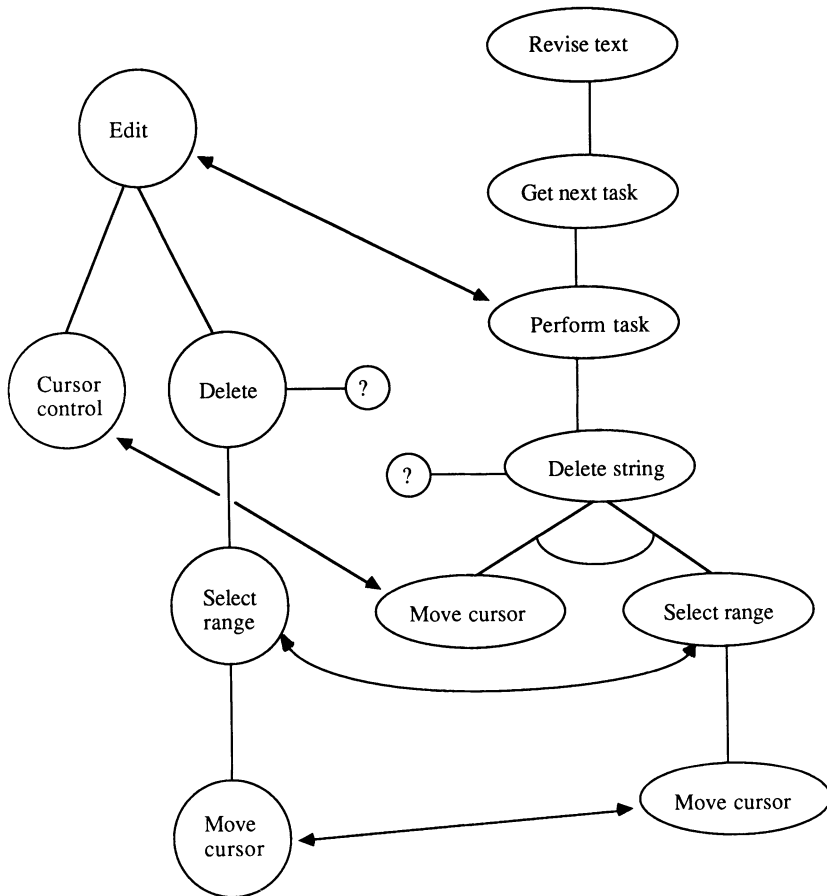 Revise text
Edit
Get next task
Perform task
Cursor
control
Delete
?
?
Delete string
Select
range
Move cursor
Select range
Move
cursor
Move cursor